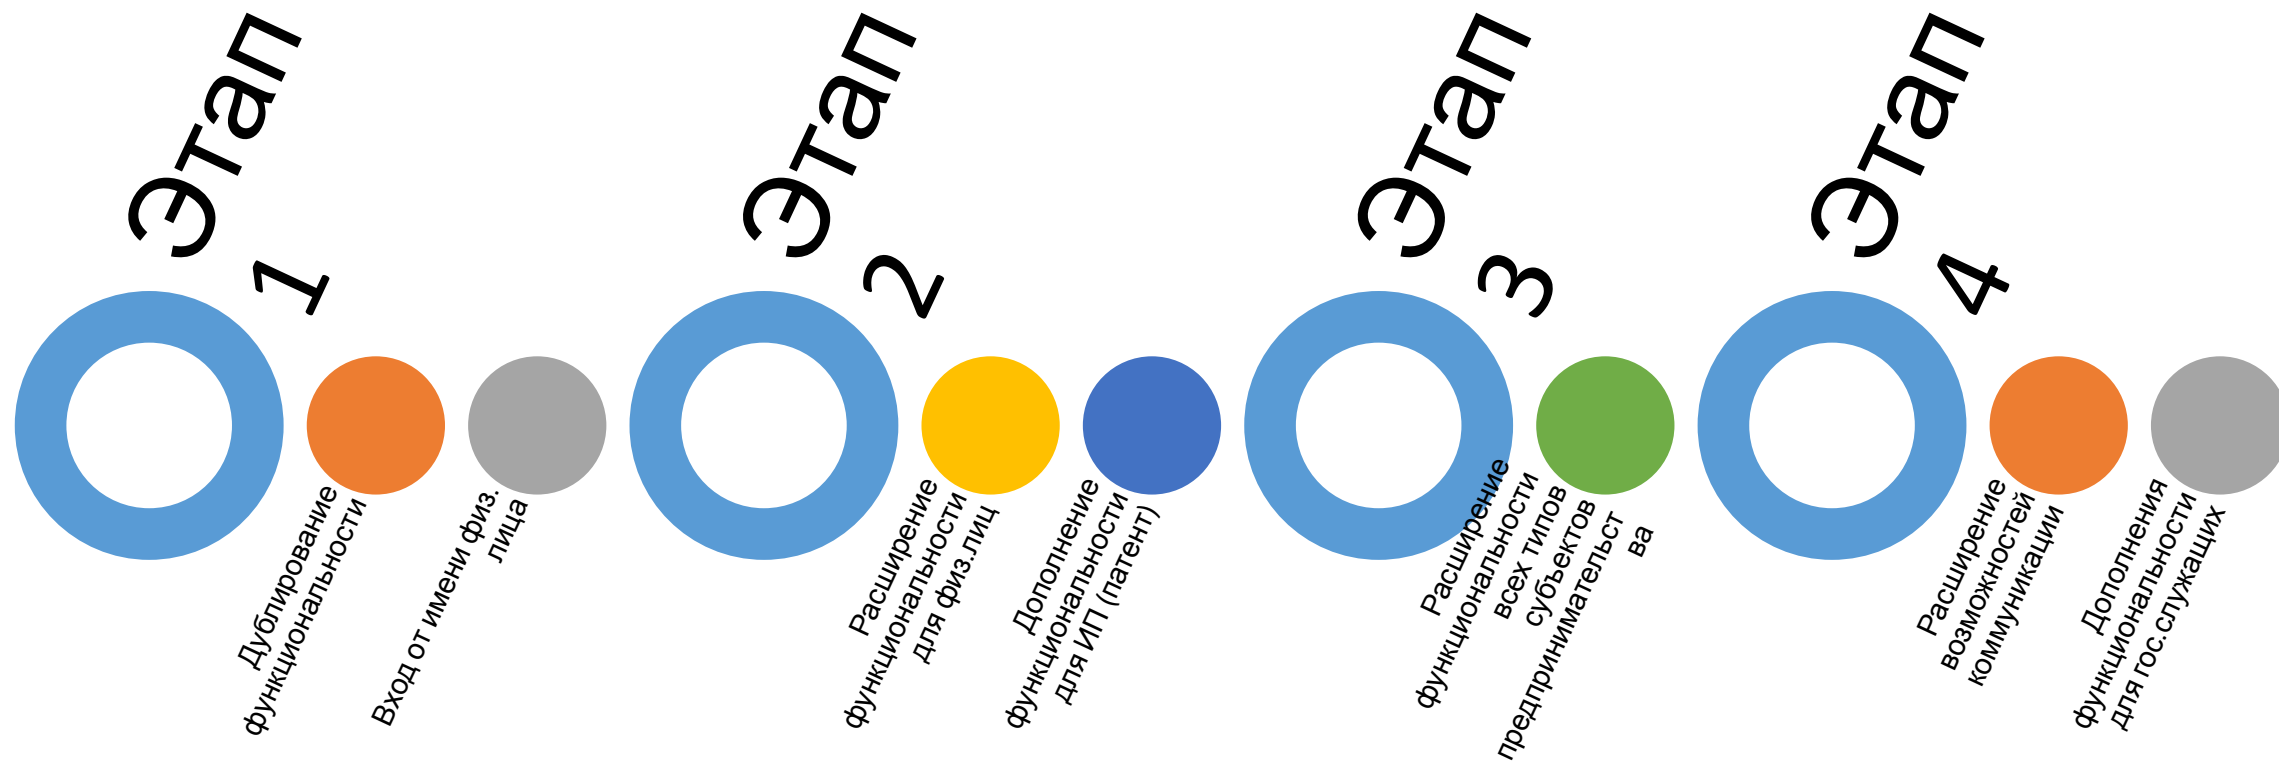 Этап
1
Дублирование
функциональности
Вход от имени физ.
лица
Этап
2
Расширение
функциональности
для физ.лиц
Дополнение
функциональности
для ИП (патент)
Этап
3
Расширение
функциональности
всех типов
субъектов
предпринимательст
ва
Этап
4
Расширение
возможностей
коммуникации
Дополнения
функциональности
для гос.служащих